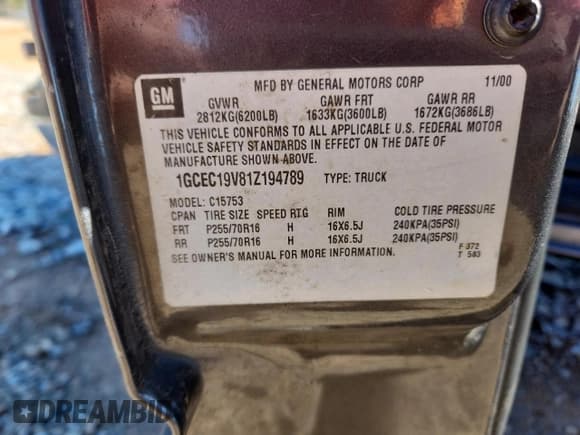 GM
MFD BY GENERAL MOTORS CORP 11/00
GVWR GAWR FRT GAWR RR
2812KG(6200LB) 1633KG(3600LB) 1672KG(3686LB)
THIS VEHICLE CONFORMS TO ALL APPLICABLE U.S. FEDERAL MOTOR
VEHICLE SAFETY STANDARDS IN EFFECT ON THE DATE OF
MANUFACTURE SHOWN ABOVE.
1GCEC19V81Z194789 TYPE: TRUCK
MODEL: C15753
CPAN TIRE SIZE SPEED RTG RIM COLD TIRE PRESSURE
FRT P255/70R16 H 16X6.5J 240KPA(35PSI)
RR P255/70R16 H 16X6.5J 240KPA(35PSI)
SEE OWNER'S MANUAL FOR MORE INFORMATION.
F 372
T 583
DREAMBID